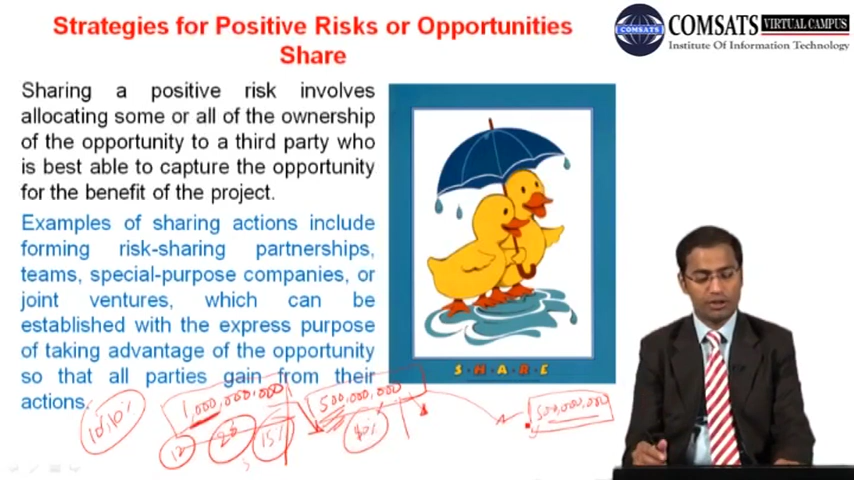 Strategies for Positive Risks or Opportunities
Share
COMSATS VIRTUAL CAMPUS
Institute Of Information Technology
COMSATS
Sharing a positive risk involves
allocating some or all of the ownership
of the opportunity to a third party who
is best able to capture the opportunity
for the benefit of the project.
Examples of sharing actions include
forming risk-sharing partnerships,
teams, special-purpose companies, or
joint ventures, which can be
established with the express purpose
of taking advantage of the opportunity
so that all parties gain from their
actions.
S·H·A·R·E
1,000,000,000
500,000,000
500,000,000
15%